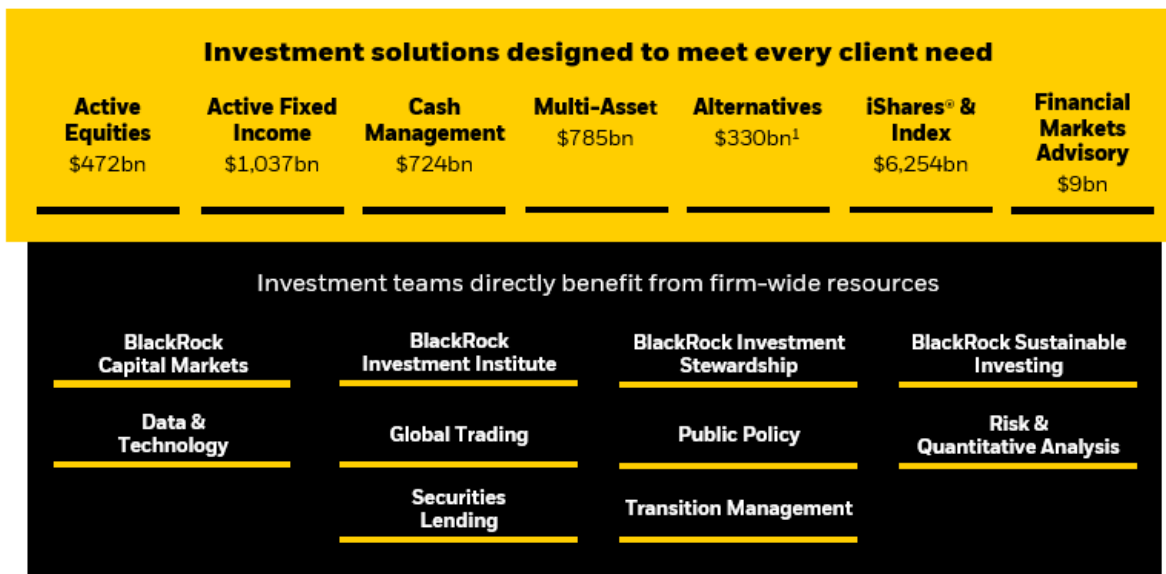 Investment solutions designed to meet every client need
Active
Equities
$472bn
Active Fixed
Income
$1,037bn
Cash
Management
$724bn
Multi-Asset
$785bn
Alternatives
$330bn¹
iShares® &
Index
$6,254bn
Financial
Markets
Advisory
$9bn
Investment teams directly benefit from firm-wide resources
BlackRock
Capital Markets
BlackRock
Investment Institute
BlackRock Investment
Stewardship
BlackRock Sustainable
Investing
Data &
Technology
Global Trading
Public Policy
Risk &
Quantitative Analysis
Securities
Lending
Transition Management